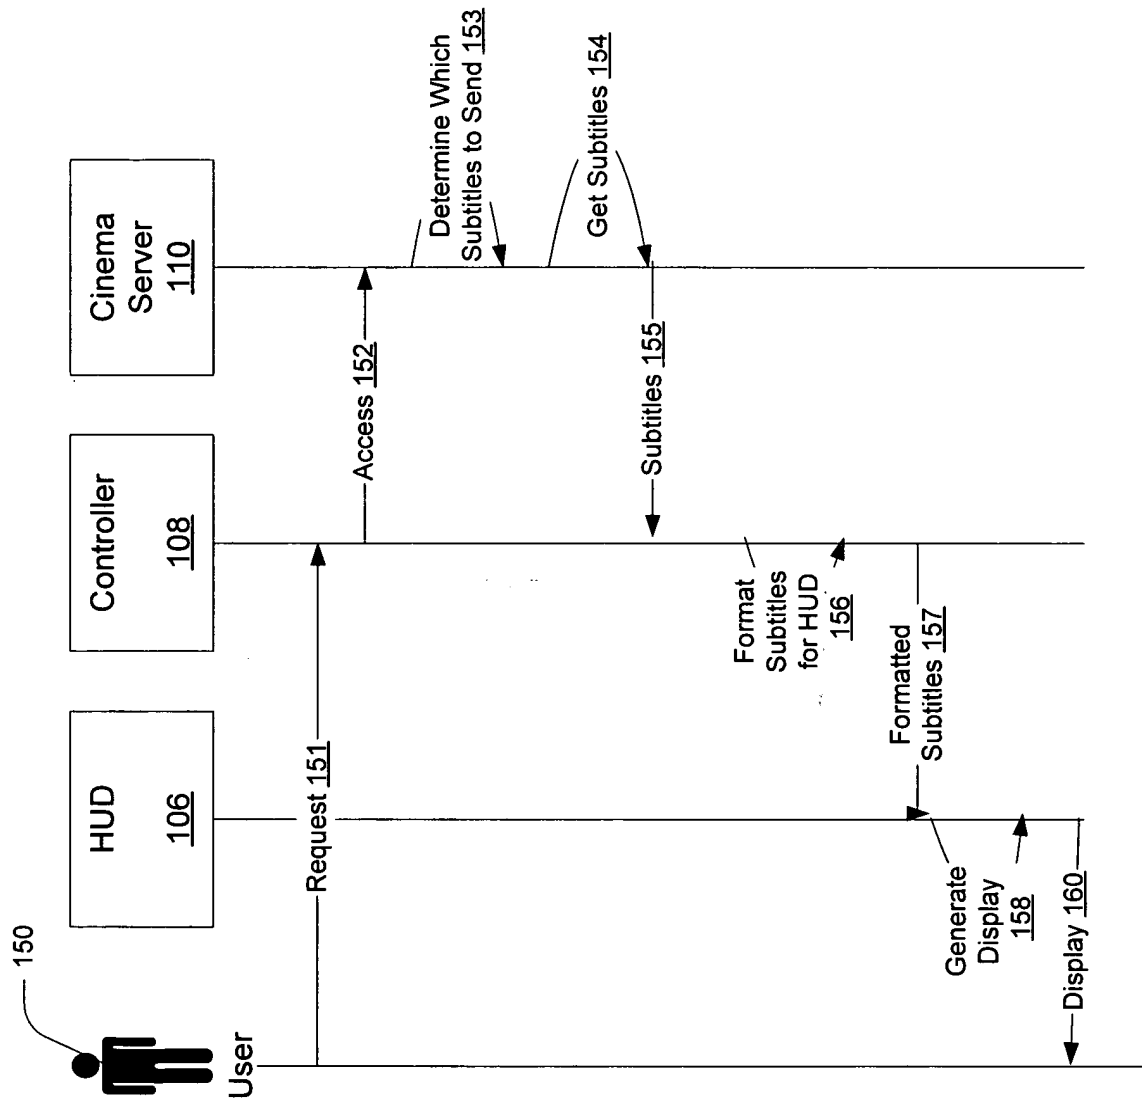 150
User
HUD
106
Controller
108
Cinema
Server
110
Request 151
Access 152
Determine Which
Subtitles to Send 153
Get Subtitles 154
Subtitles 155
Format
Subtitles
for HUD
156
Formatted
Subtitles 157
Generate
Display
158
Display 160